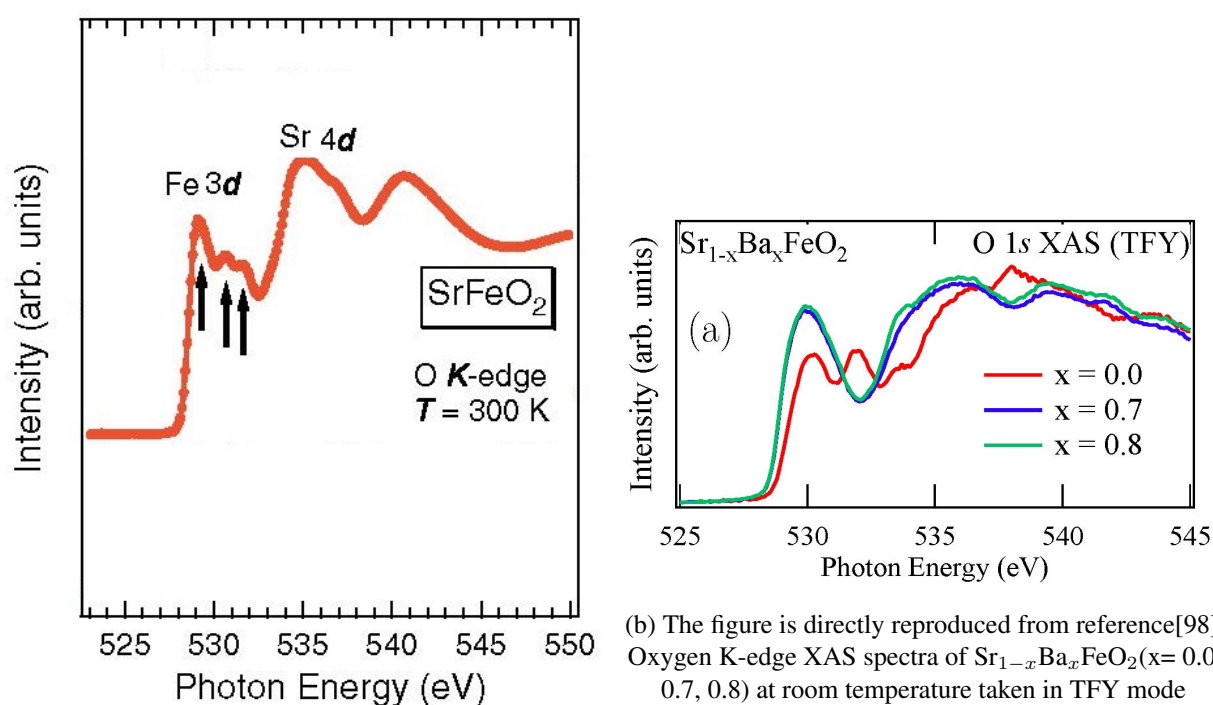 Intensity (arb. units)
Fe 3d
Sr 4d
SrFeO₂
O K-edge
T = 300 K
525 530 535 540 545 550
Photon Energy (eV)
Sr₁₋ₓBaₓFeO₂ O 1s XAS (TFY)
(a)
Intensity (arb. units)
x = 0.0
x = 0.7
x = 0.8
525 530 535 540 545
Photon Energy (eV)
(b) The figure is directly reproduced from reference[98]
Oxygen K-edge XAS spectra of Sr₁₋ₓBaₓFeO₂(x= 0.0
0.7, 0.8) at room temperature taken in TFY mode